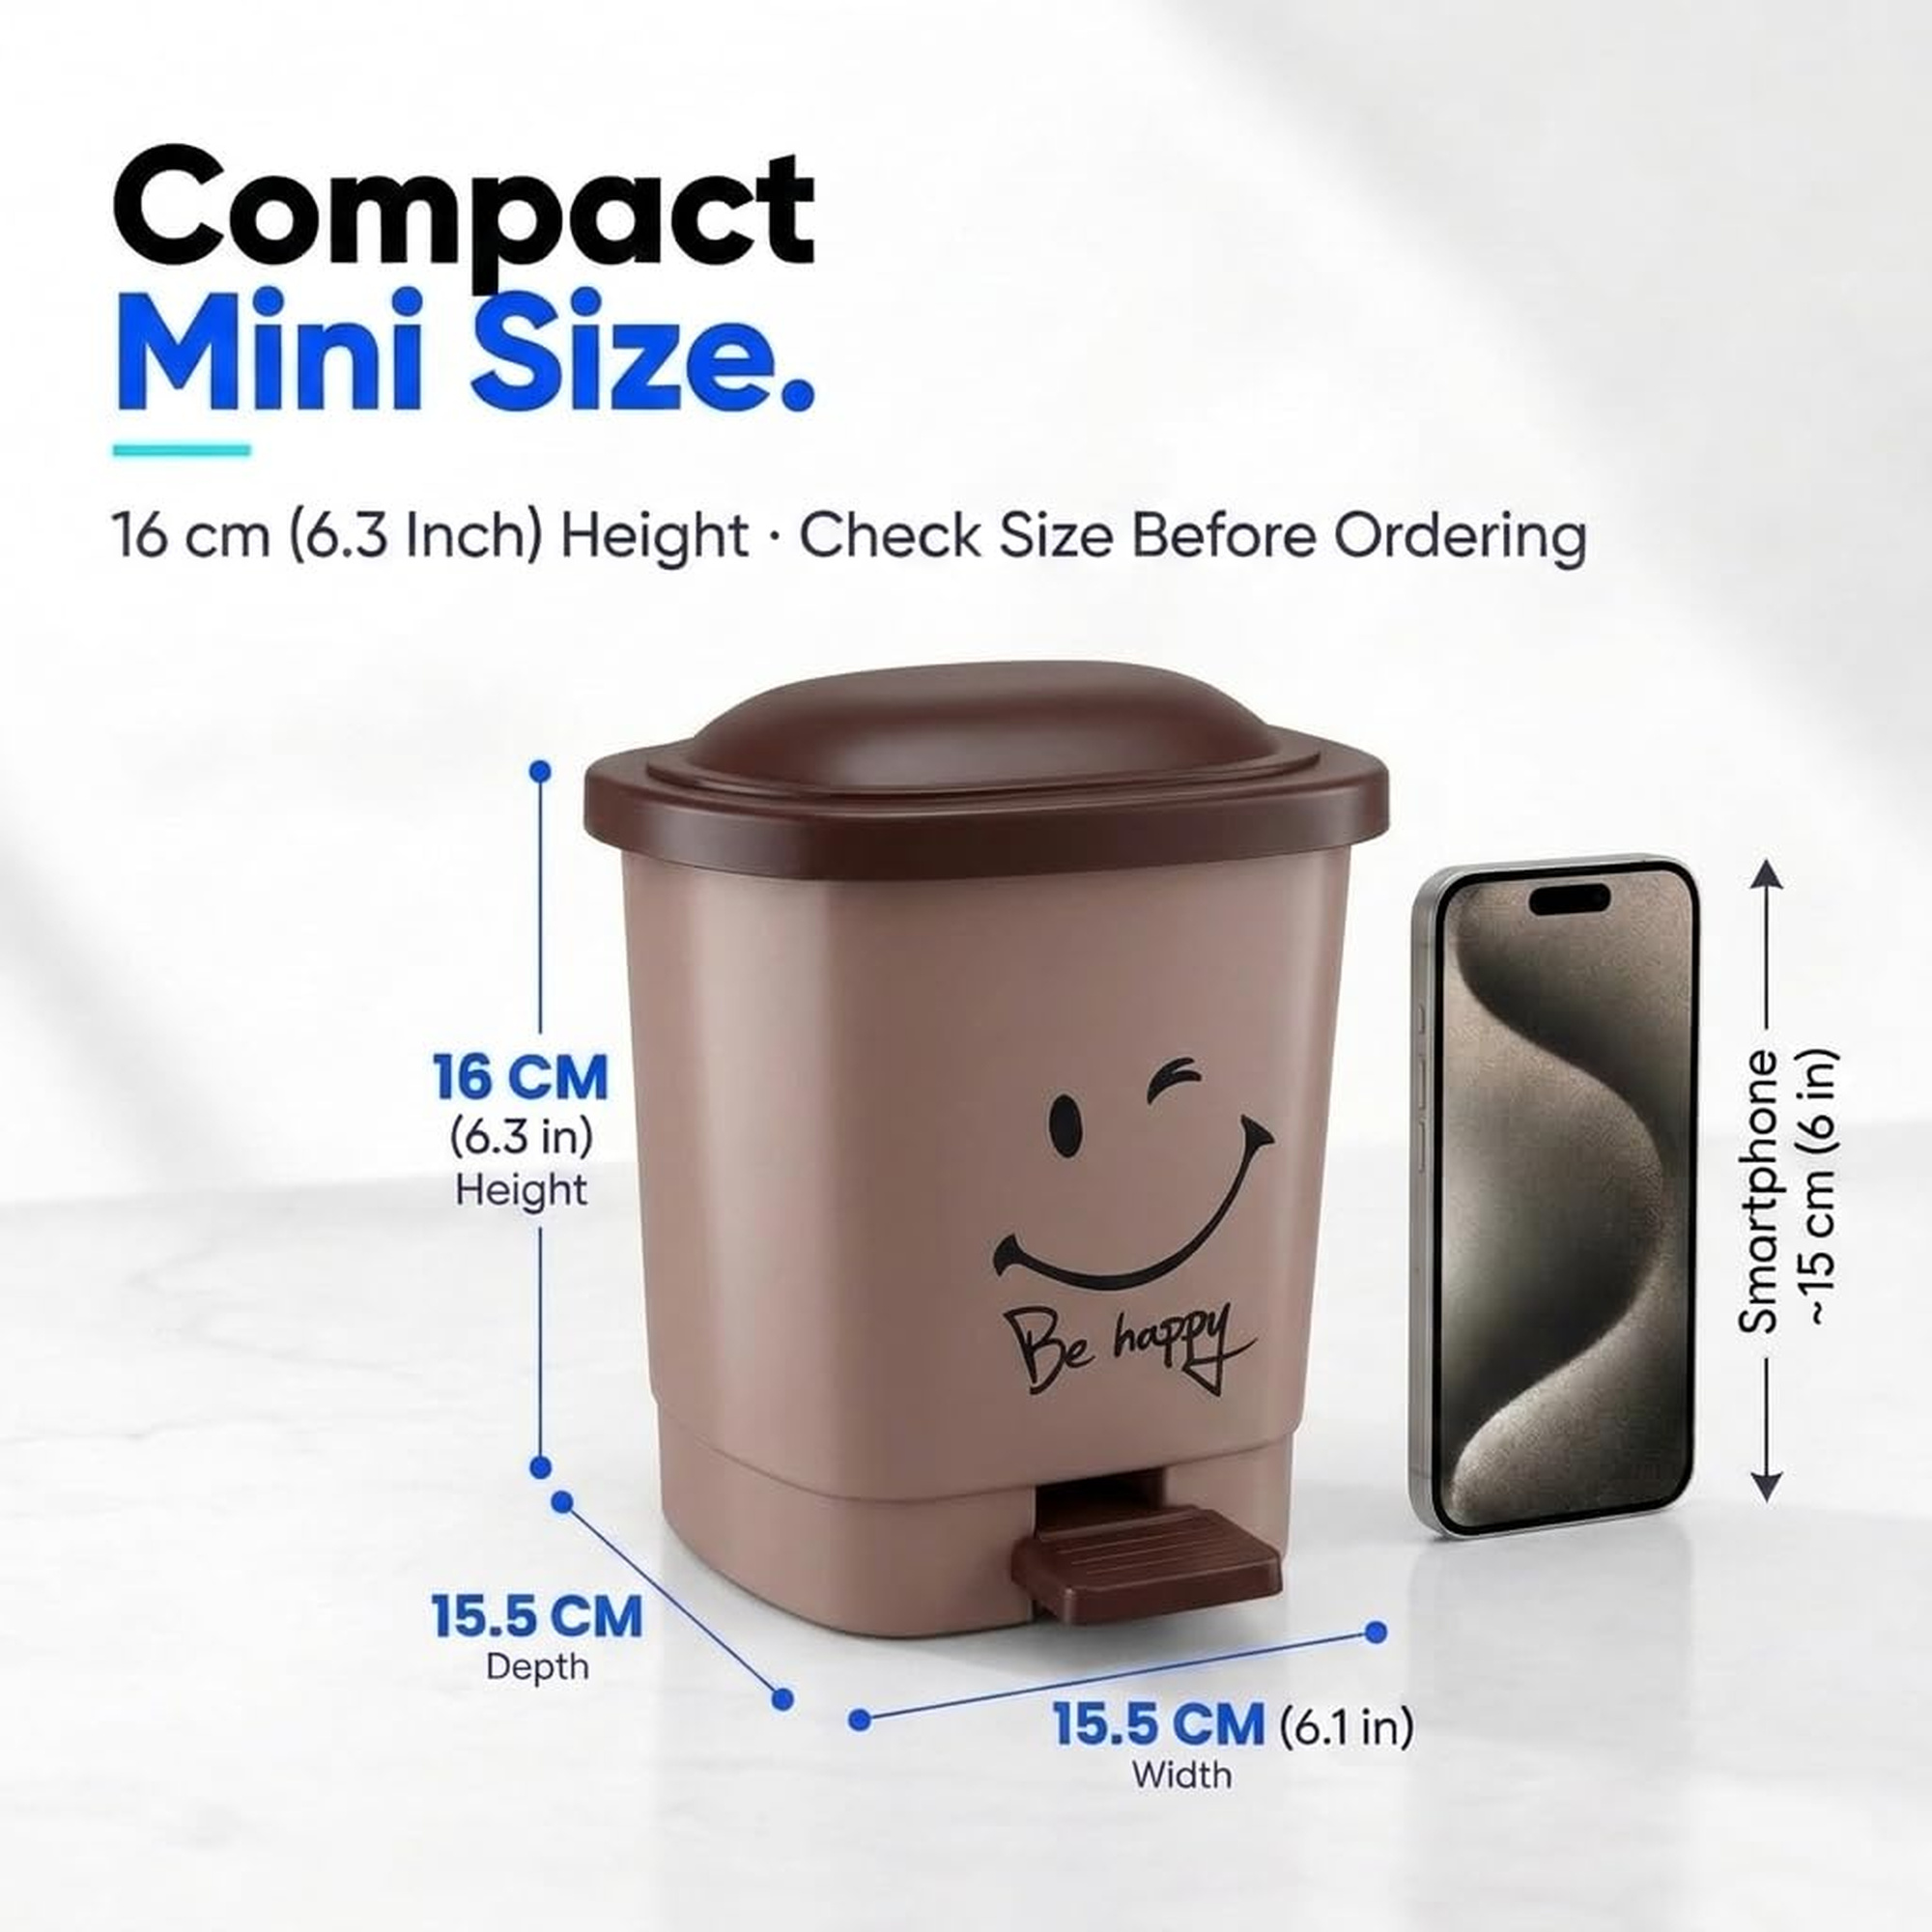 Compact
Mini Size.
16 cm (6.3 Inch) Height · Check Size Before Ordering
16 CM
(6.3 in)
Height
Be happy
Smartphone
~15 cm (6 in)
15.5 CM
Depth
15.5 CM (6.1 in)
Width